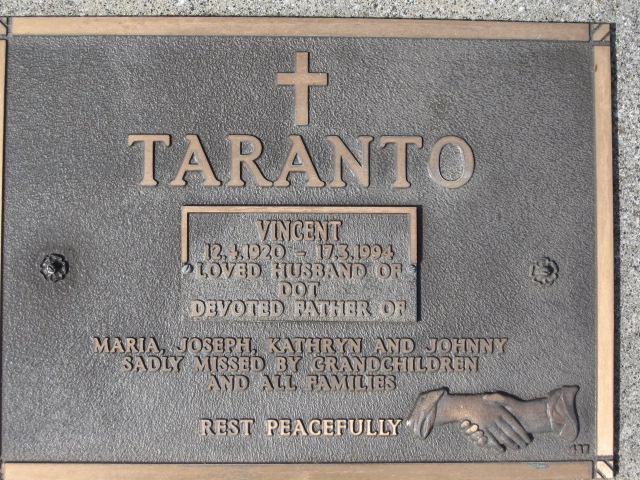 TARANTO
VINCENT
12.4.1920 - 17.3.1994
LOVED HUSBAND OF
DOT
DEVOTED FATHER OF
MARIA, JOSEPH, KATHRYN AND JOHNNY
SADLY MISSED BY GRANDCHILDREN
AND ALL FAMILIES
REST PEACEFULLY